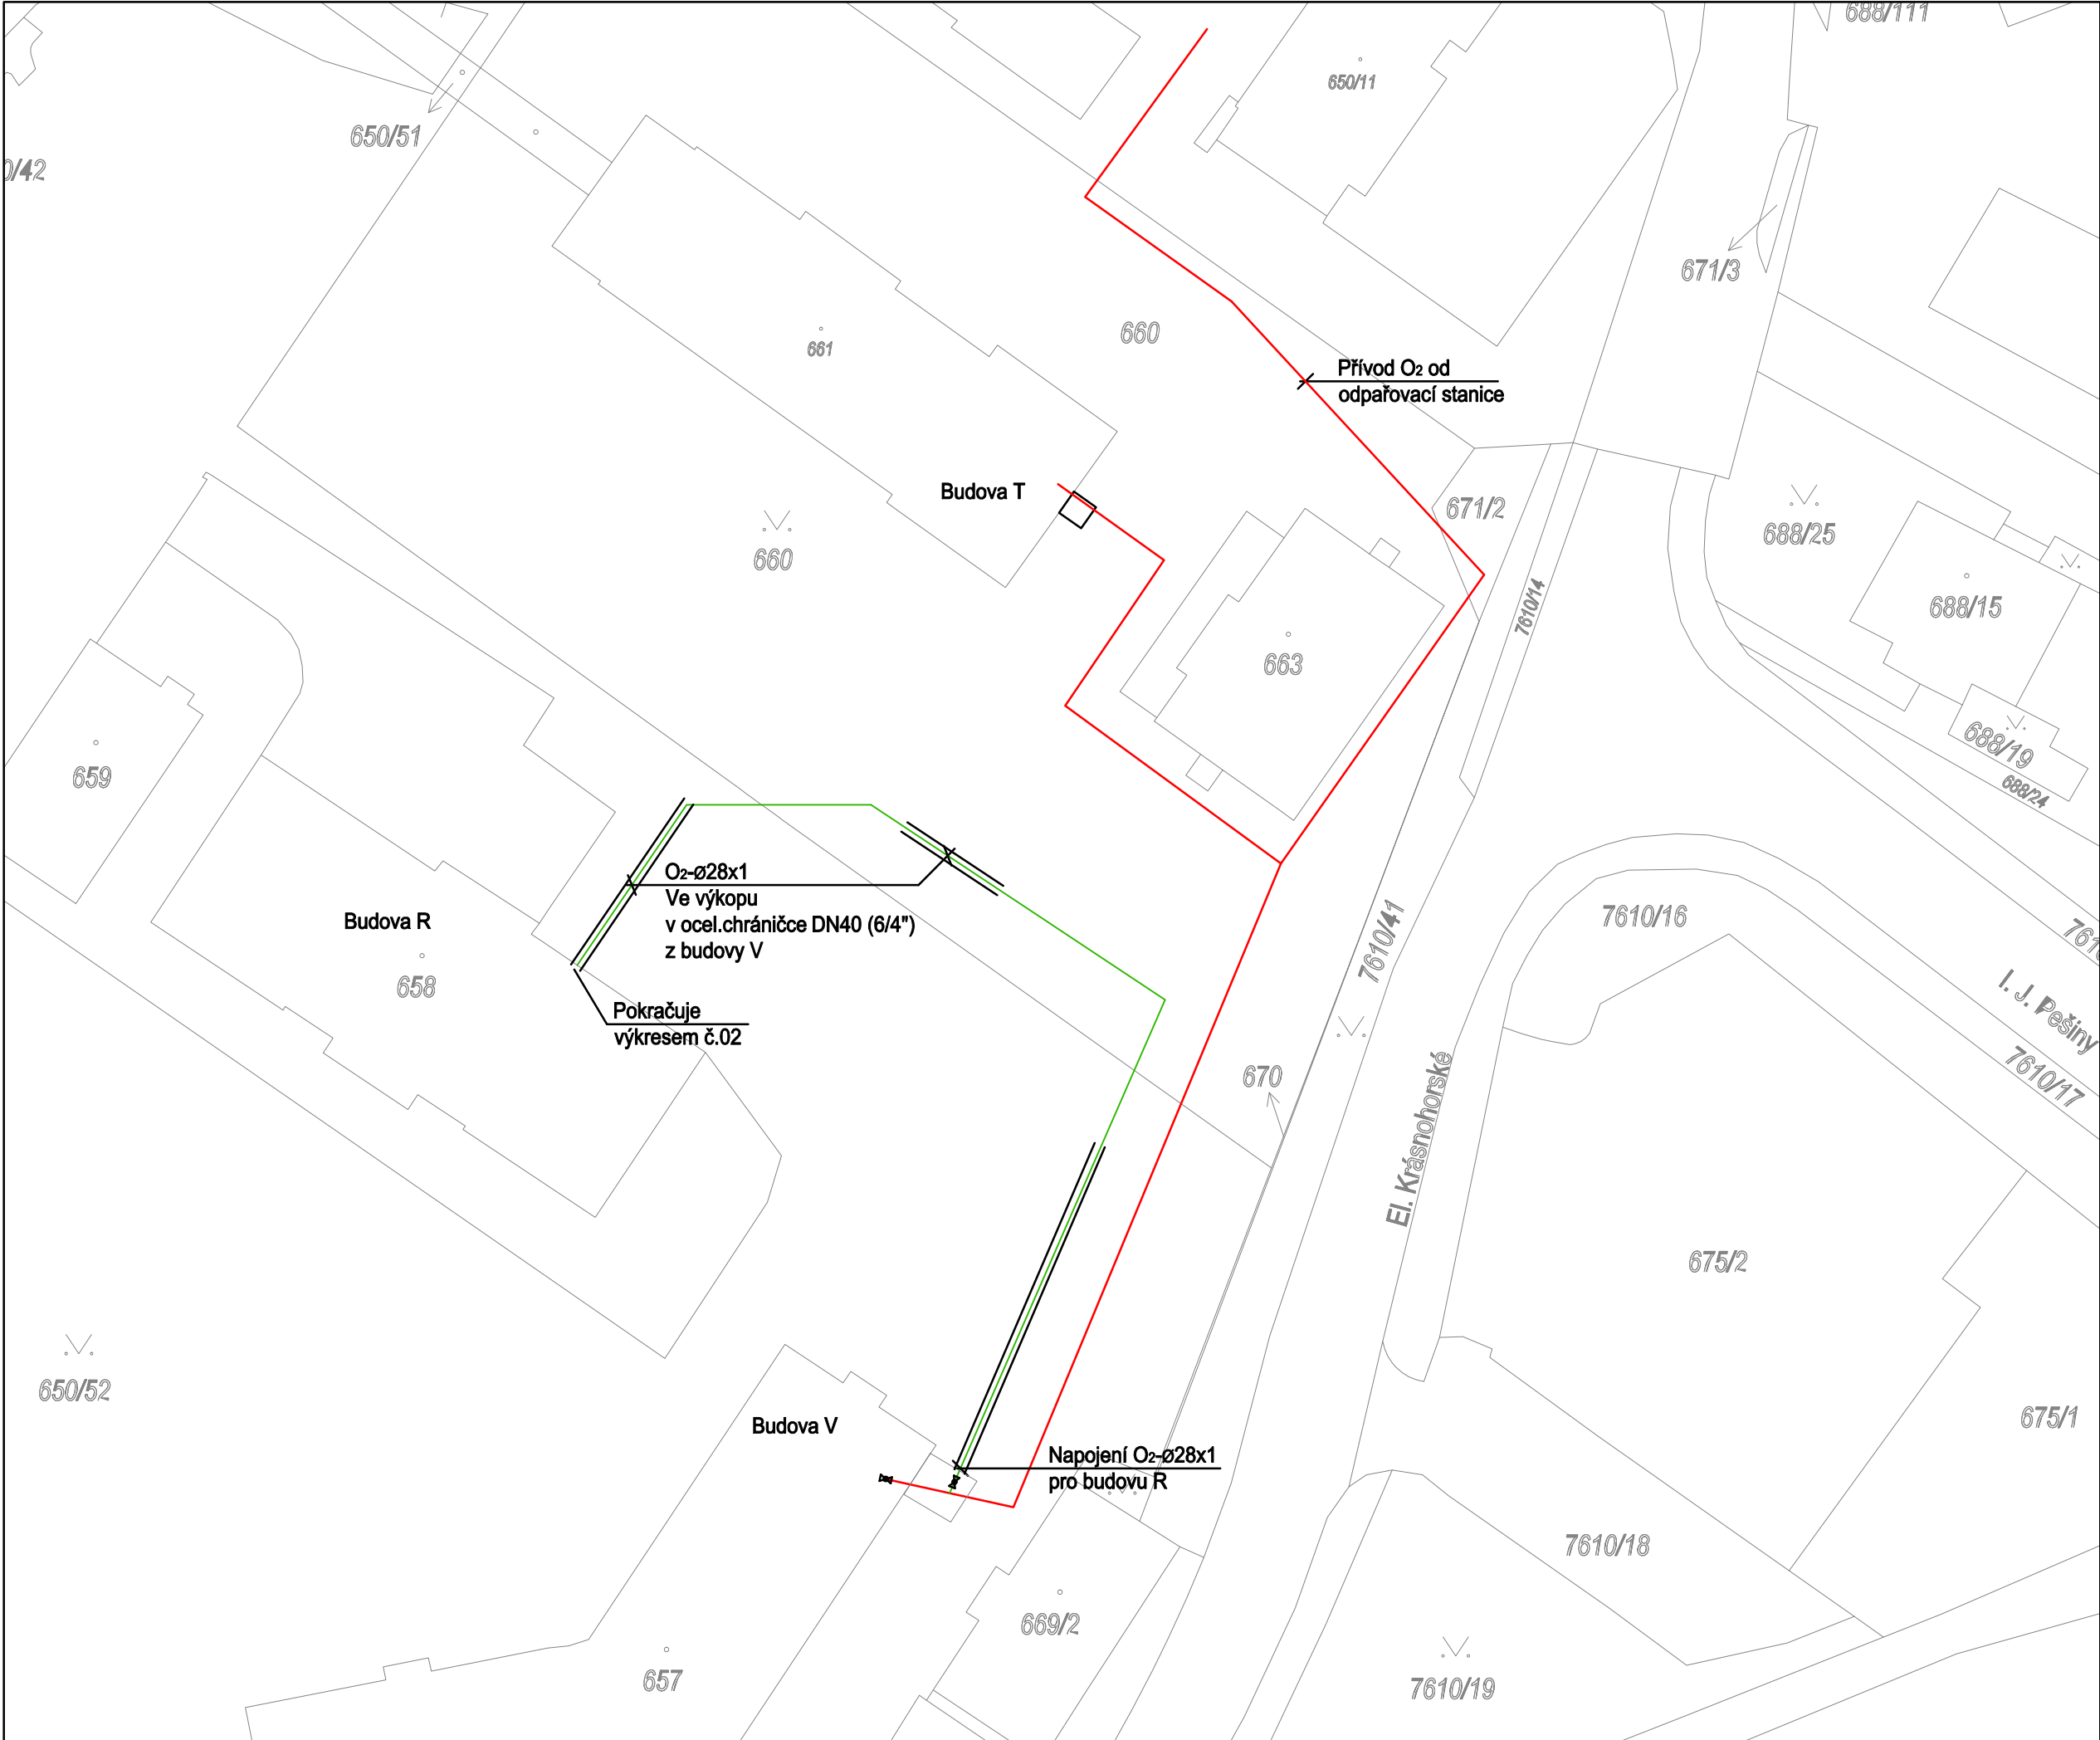 688/111
650/11
650/51
0/42
671/3
660
661
Přívod O2 od
odpařovací stanice
Budova T
671/2
688/25
660
7610/14
688/15
663
688/19
688/24
659
O2-ø28x1
Ve výkopu
v ocel.chráničce DN40 (6/4")
z budovy V
Budova R
658
7610/41
7610/16
I. J. Pešiny
7610/17
Pokračuje
výkresem č.02
670
El. Krásnohorské
675/2
650/52
675/1
Budova V
Napojení O2-ø28x1
pro budovu R
7610/18
669/2
657
7610/19